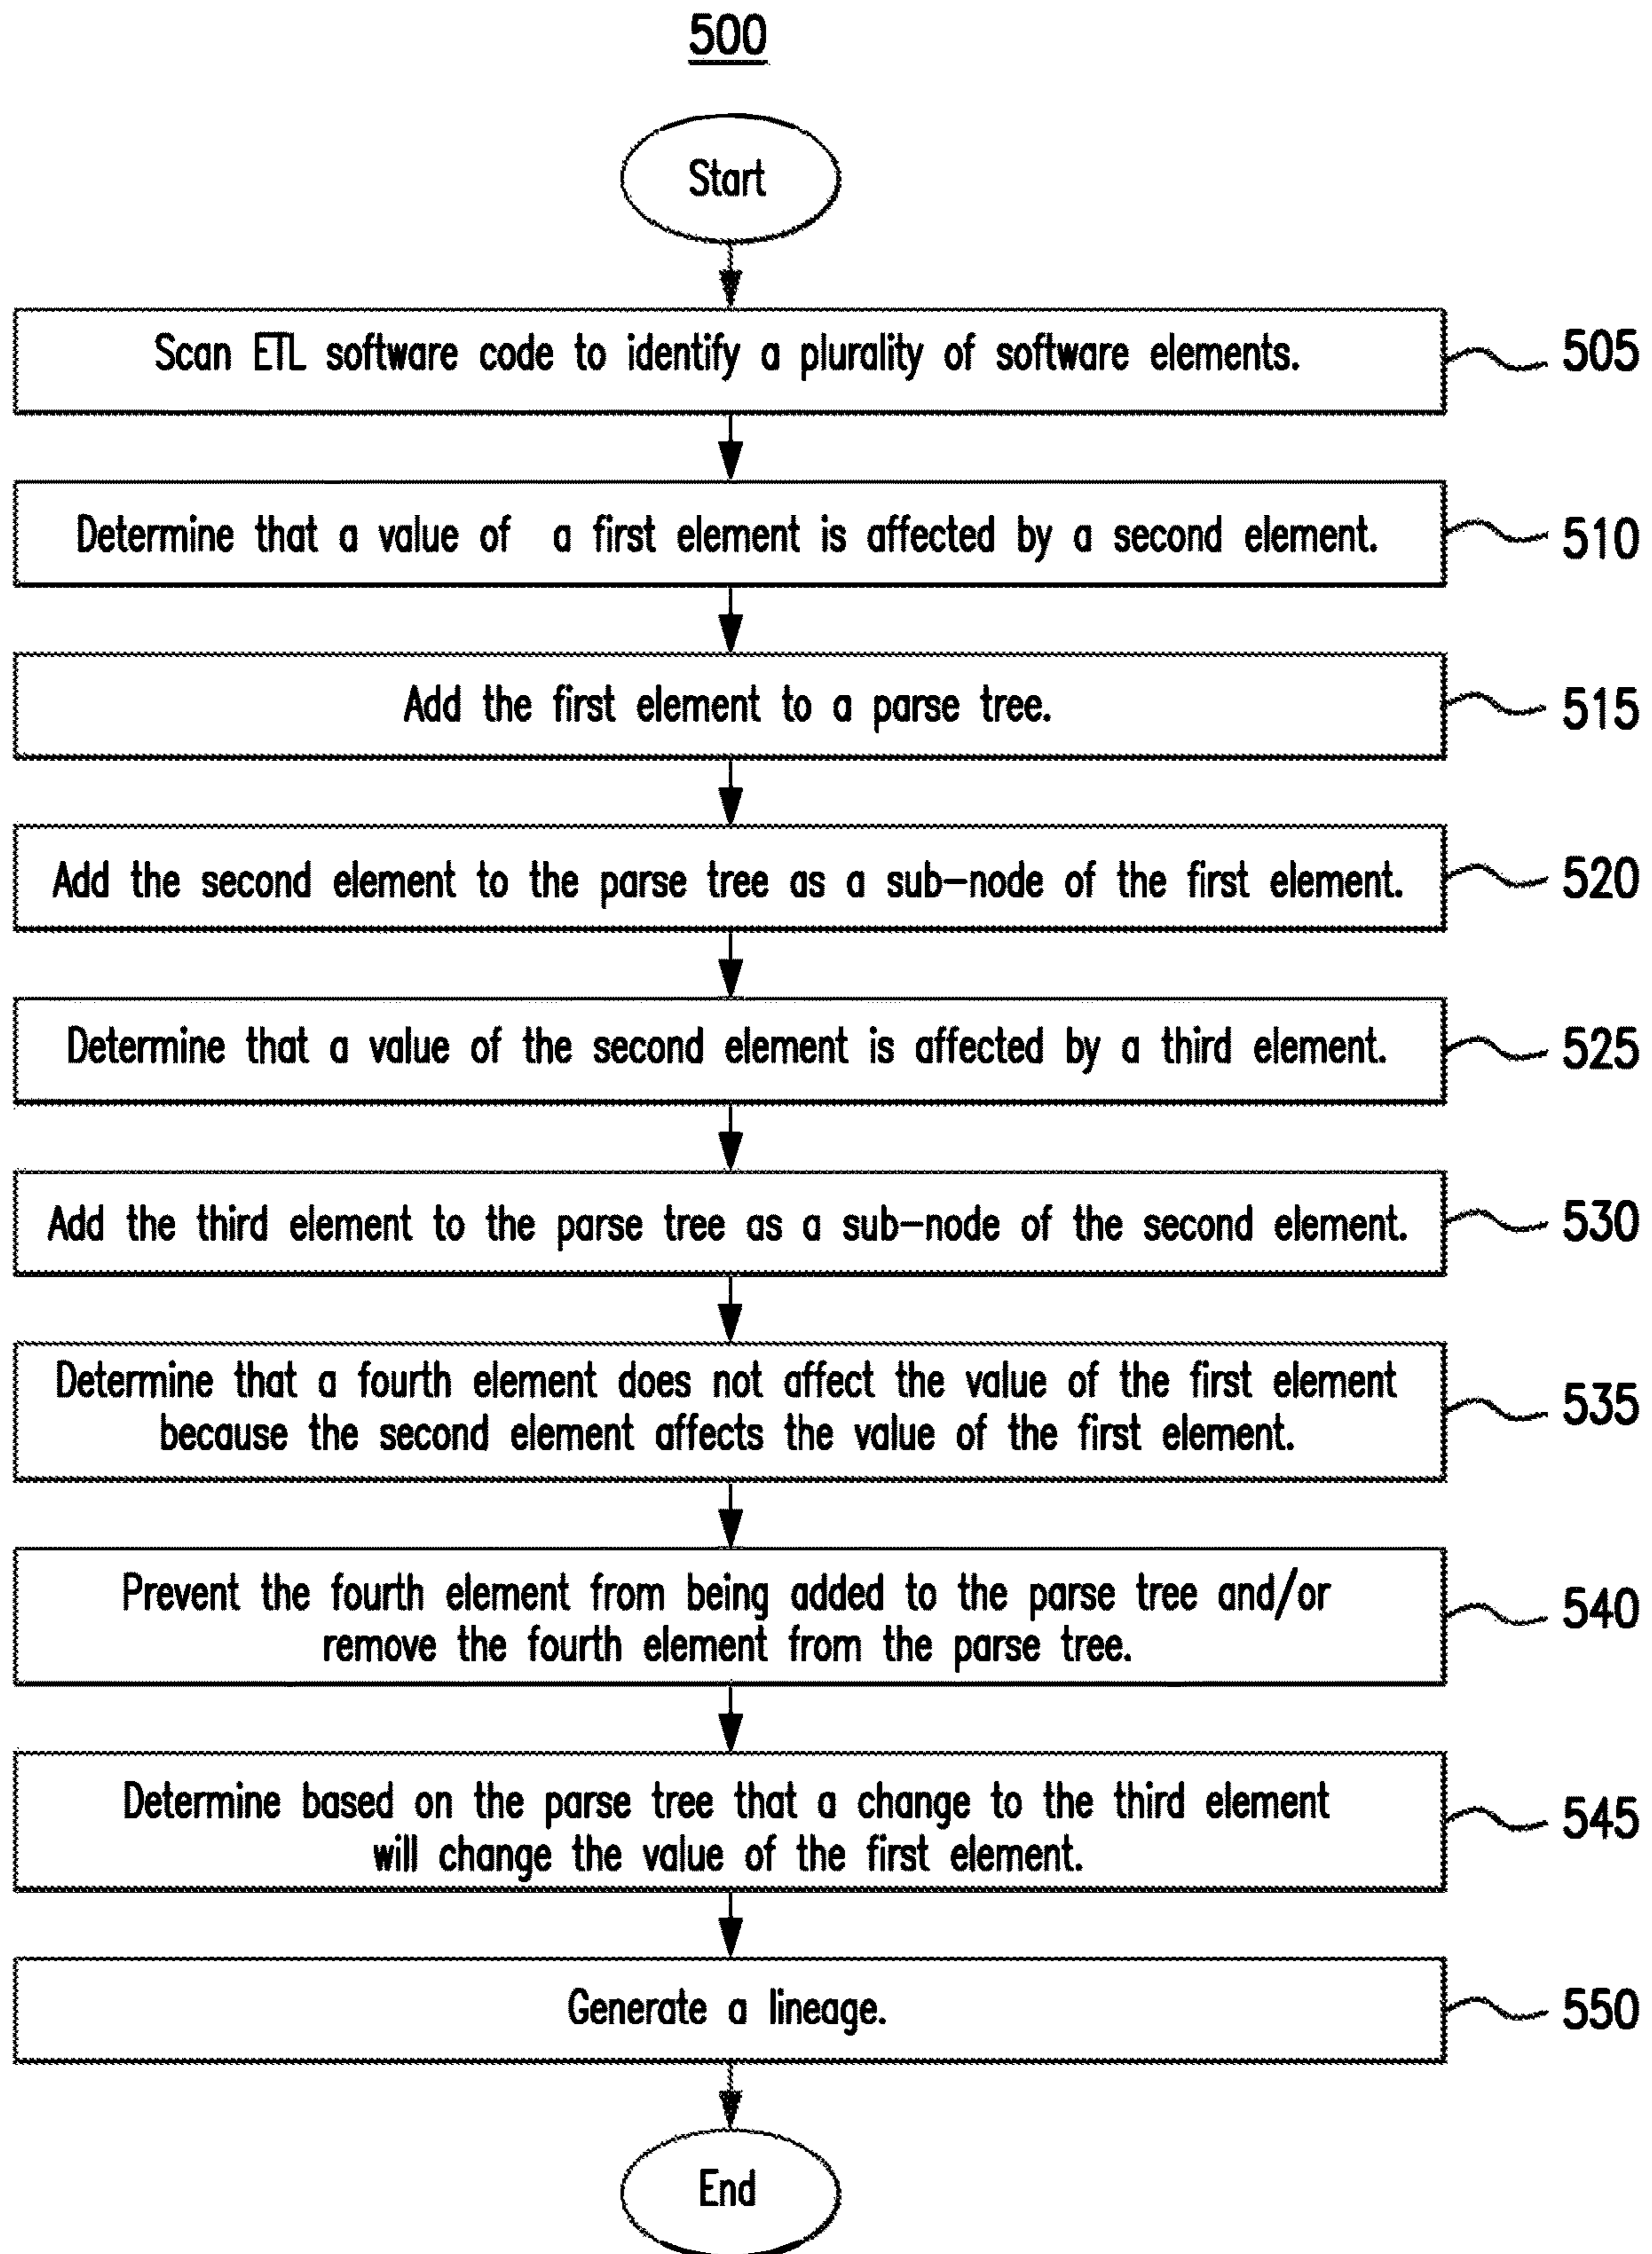 500
Start
Scan ETL software code to identify a plurality of software elements.
505
Determine that a value of a first element is affected by a second element.
510
Add the first element to a parse tree.
515
Add the second element to the parse tree as a sub-node of the first element.
520
Determine that a value of the second element is affected by a third element.
525
Add the third element to the parse tree as a sub-node of the second element.
530
Determine that a fourth element does not affect the value of the first element
because the second element affects the value of the first element.
535
Prevent the fourth element from being added to the parse tree and/or
remove the fourth element from the parse tree.
540
Determine based on the parse tree that a change to the third element
will change the value of the first element.
545
Generate a lineage.
550
End